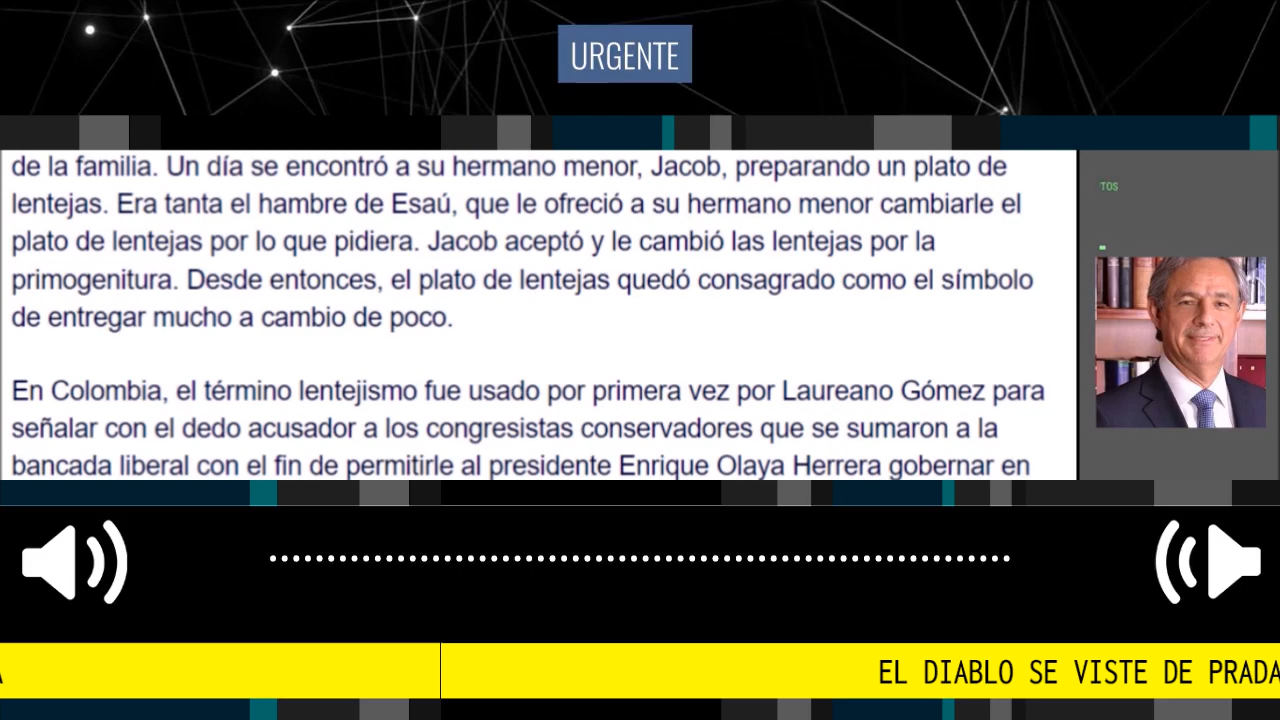 URGENTE
de la familia. Un día se encontró a su hermano menor, Jacob, preparando un plato de
lentejas. Era tanta el hambre de Esaú, que le ofreció a su hermano menor cambiarle el
plato de lentejas por lo que pidiera. Jacob aceptó y le cambió las lentejas por la
primogenitura. Desde entonces, el plato de lentejas quedó consagrado como el símbolo
de entregar mucho a cambio de poco.
En Colombia, el término lentejismo fue usado por primera vez por Laureano Gómez para
señalar con el dedo acusador a los congresistas conservadores que se sumaron a la
bancada liberal con el fin de permitirle al presidente Enrique Olaya Herrera gobernar en
TOS
EL DIABLO SE VISTE DE PRADA